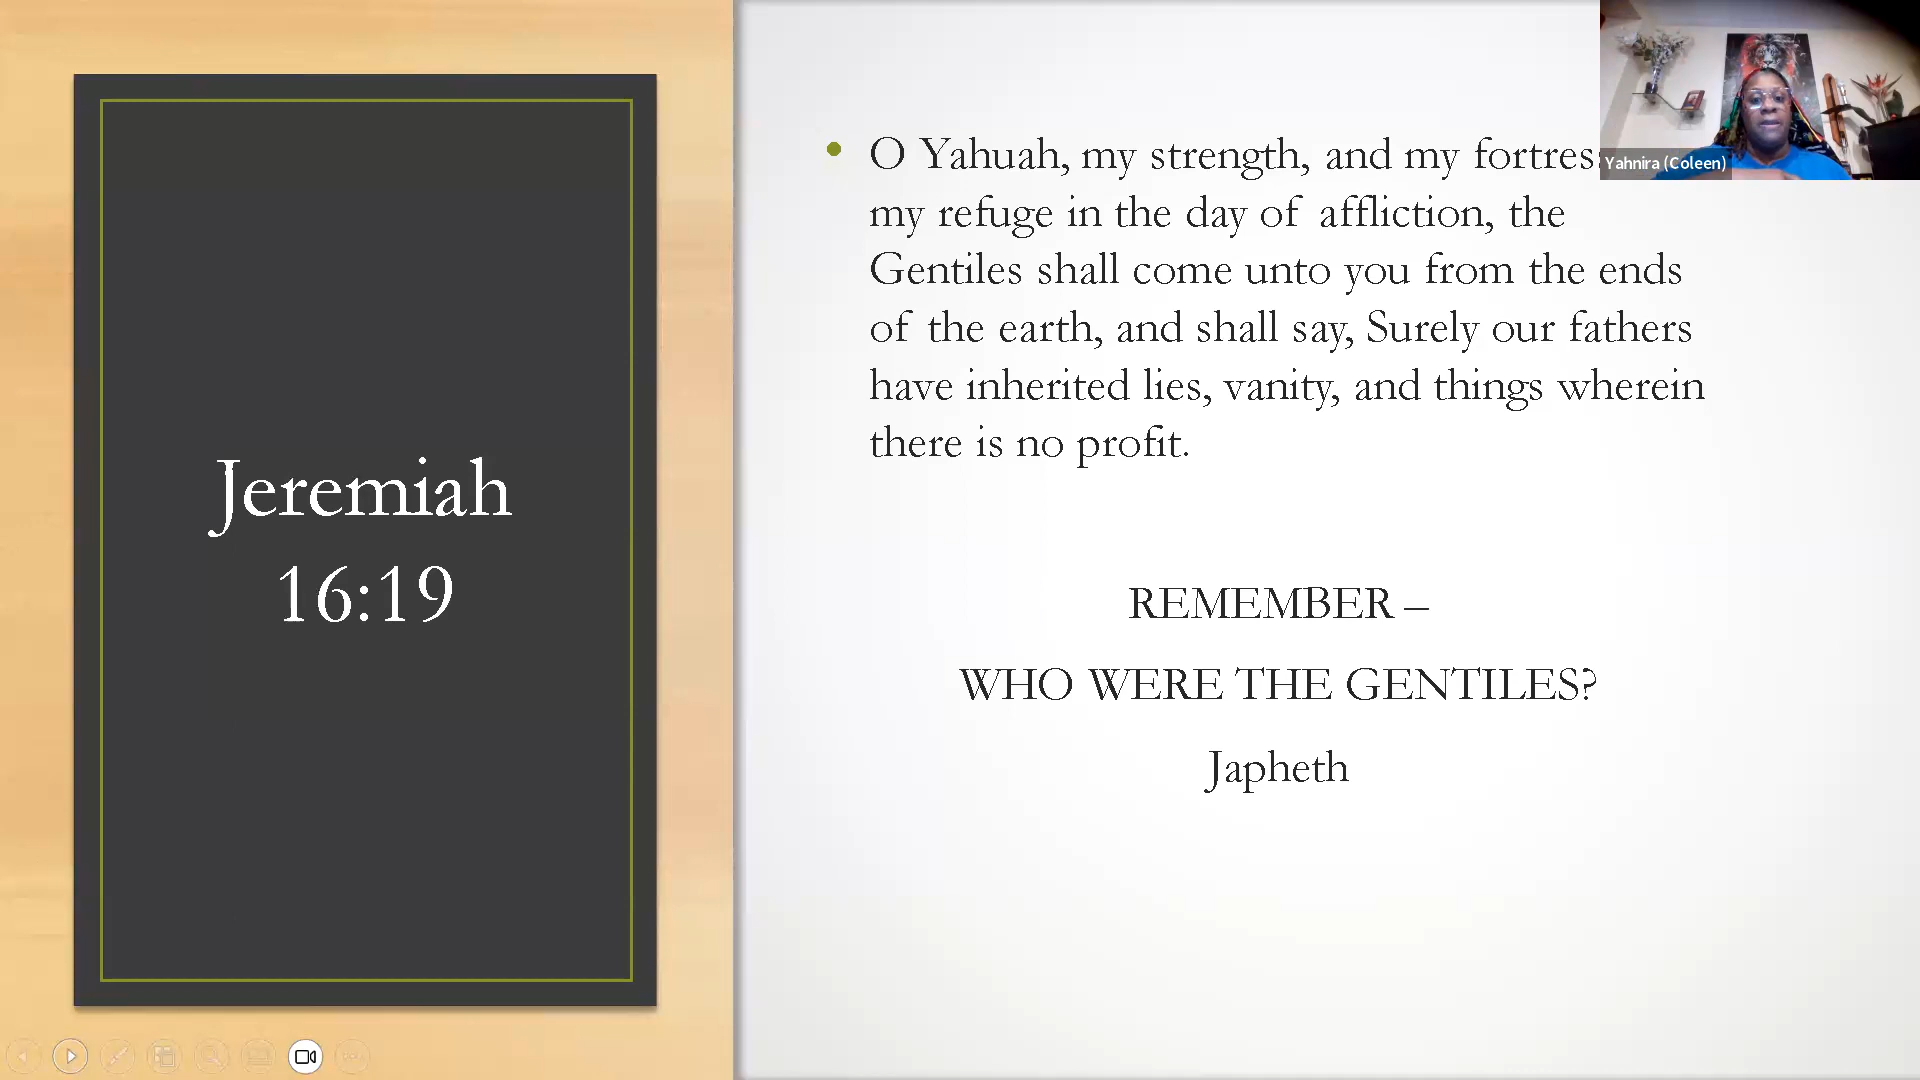 Jeremiah
16:19
O Yahuah, my strength, and my
my refuge in the day of affliction, the
Gentiles shall come unto you from the ends
of the earth, and shall say, Surely our fathers
have inherited lies, vanity, and things wherein
there is no profit.
REMEMBER –
WHO WERE THE GENTILES?
Japheth
Yahnira (Coleen)